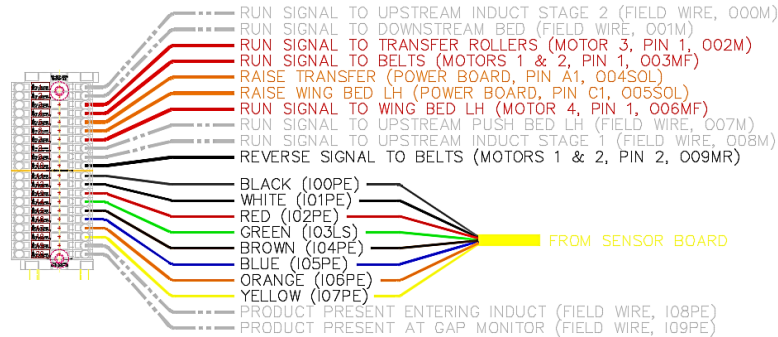 RUN SIGNAL TO UPSTREAM INDUCT STAGE 2 (FIELD WIRE, O00M)
RUN SIGNAL TO DOWNSTREAM BED (FIELD WIRE, O01M)
RUN SIGNAL TO TRANSFER ROLLERS (MOTOR 3, PIN 1, O02M)
RUN SIGNAL TO BELTS (MOTORS 1 & 2, PIN 1, O03MF)
RAISE TRANSFER (POWER BOARD, PIN A1, O04SOL)
RAISE WING BED LH (POWER BOARD, PIN C1, O05SOL)
RUN SIGNAL TO WING BED LH (MOTOR 4, PIN 1, O06MF)
RUN SIGNAL TO UPSTREAM PUSH BED LH (FIELD WIRE, O07M)
RUN SIGNAL TO UPSTREAM INDUCT STAGE 1 (FIELD WIRE, O08M)
REVERSE SIGNAL TO BELTS (MOTORS 1 & 2, PIN 2, O09MR)
BLACK (I00PE)
WHITE (I01PE)
RED (I02PE)
GREEN (I03LS)
BROWN (I04PE)
BLUE (I05PE)
ORANGE (I06PE)
YELLOW (I07PE)
FROM SENSOR BOARD
PRODUCT PRESENT ENTERING INDUCT (FIELD WIRE, I08PE)
PRODUCT PRESENT AT GAP MONITOR (FIELD WIRE, I09PE)